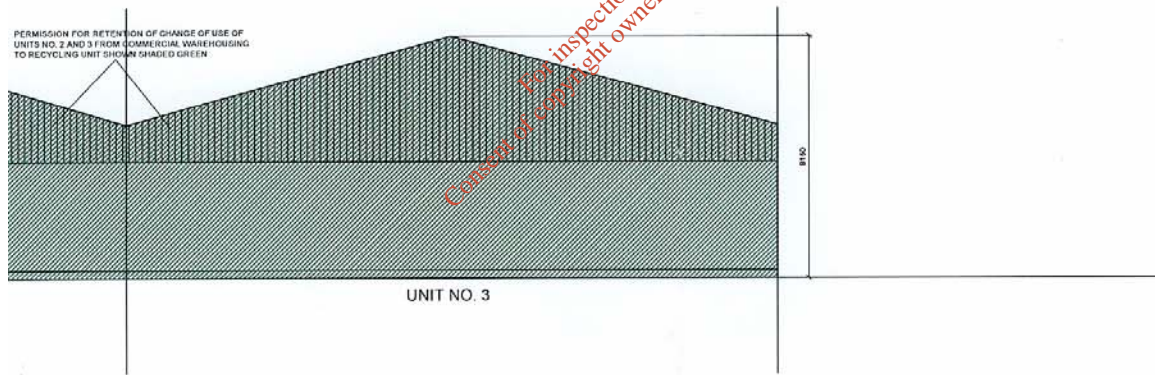 PERMISSION FOR RETENTION OF CHANGE OF USE OF
UNITS NO. 2 AND 3 FROM COMMERCIAL WAREHOUSING
TO RECYCLING UNIT SHOWN SHADED GREEN
For inspection
Consent of copyright owner
8150
UNIT NO. 3